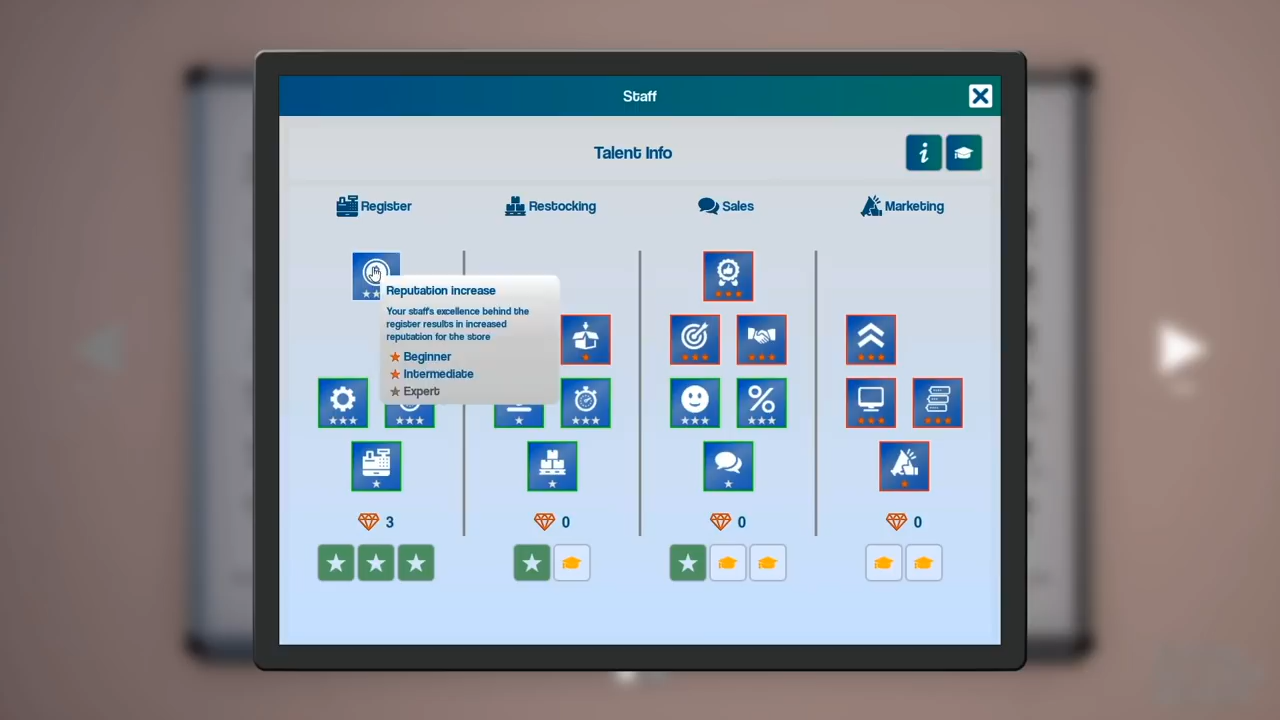 Staff
Talent Info
Register
Restocking
Sales
Marketing
Reputation increase
Your staff's excellence behind the
register results in increased
reputation for the store
Beginner
Intermediate
Expert
3
0
0
0